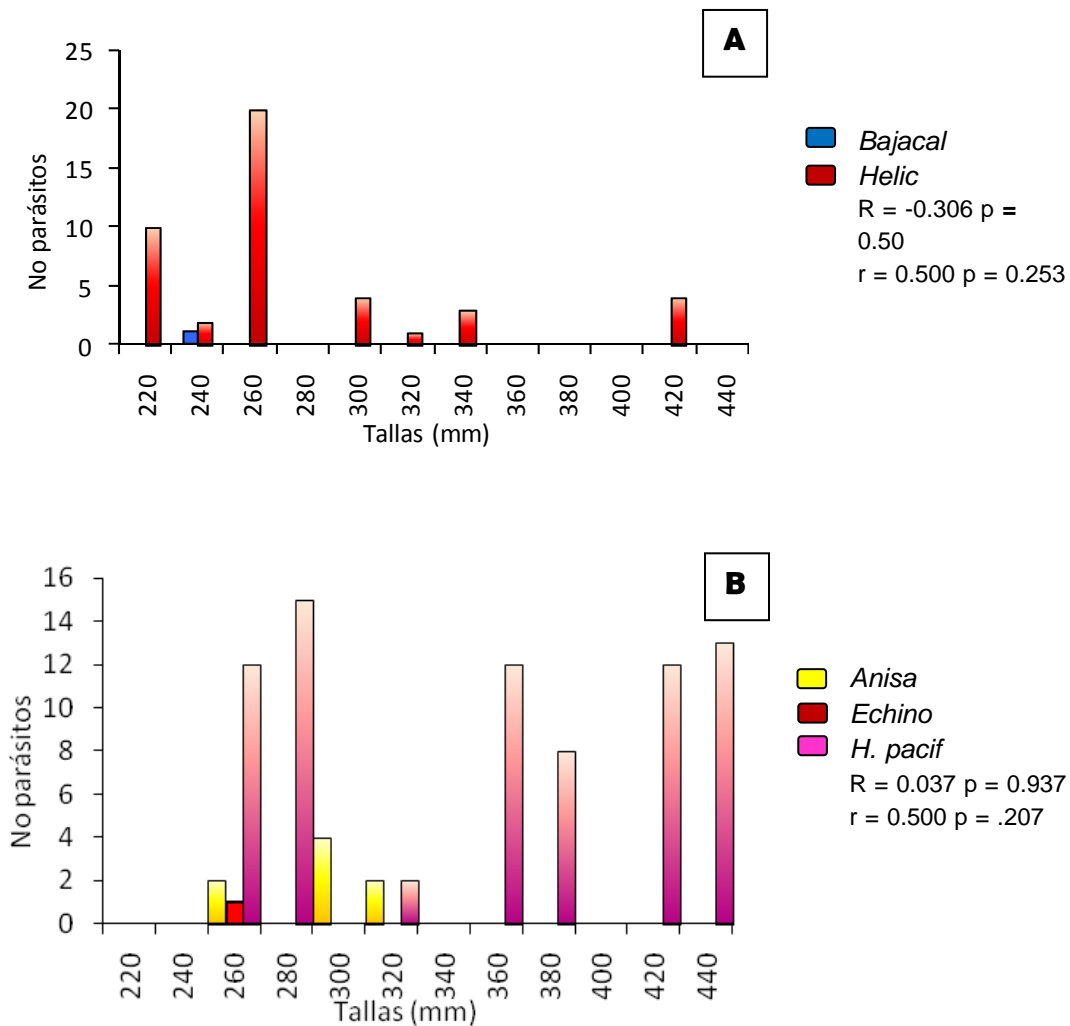 A
25
20
15
10
5
0
No parásitos
220 240 260 280 300 320 340 360 380 400 420 440
Tallas (mm)
Bajacal
Helic
R = -0.306 p =
0.50
r = 0.500 p = 0.253
B
16
14
12
10
8
6
4
2
0
No parásitos
220 240 260 280 300 320 340 360 380 400 420 440
Tallas (mm)
Anisa
Echino
H. pacif
R = 0.037 p = 0.937
r = 0.500 p = .207